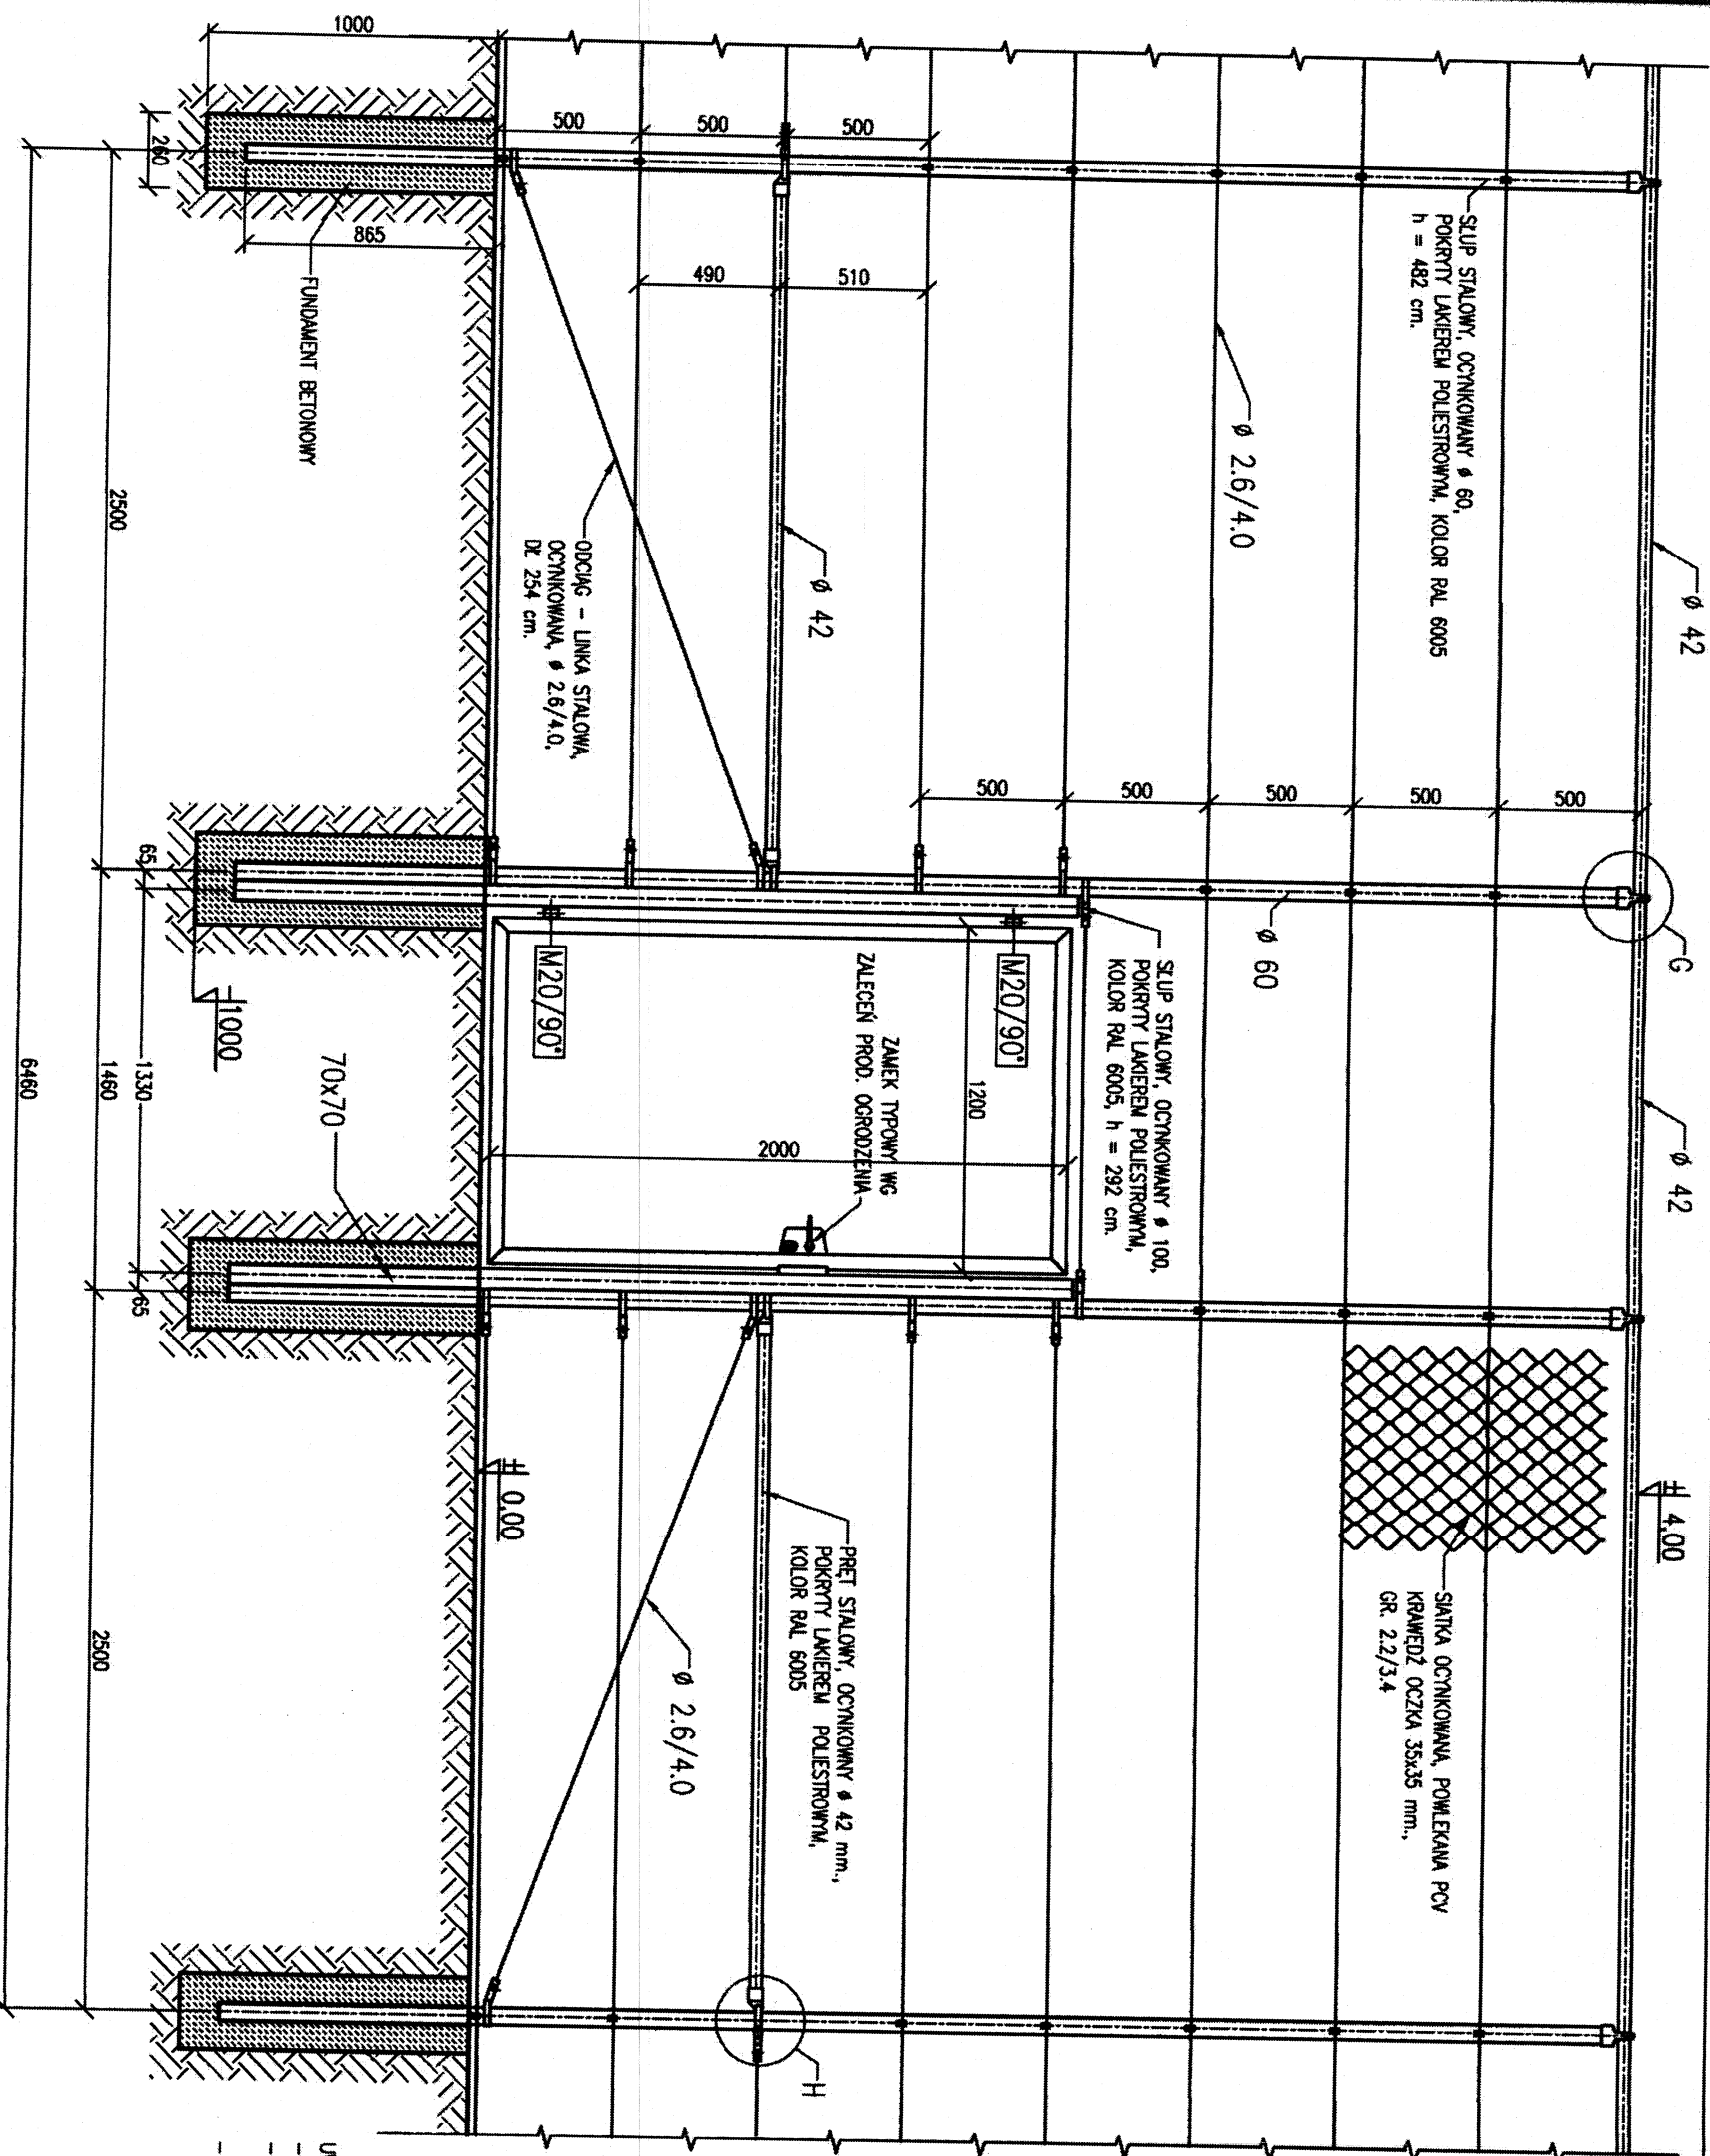 Ø 42
Ø 42
G
4,00
SŁUP STALOWY, OCYNKOWANY ø 60,
POKRYTY LAKIEREM POLIESTROWYM, KOLOR RAL 6005
h = 482 cm.
SIATKA OCYNKOWANA, POWLEKANA PCV
KRAWĘDŹ OCZKA 35x35 mm.,
GR. 2.2/3.4
Ø 2.6/4.0
Ø 60
500
500
500
500
500
SŁUP STALOWY, OCYNKOWANY ø 100,
POKRYTY LAKIEREM POLIESTROWYM,
KOLOR RAL 6005, h = 292 cm.
M20/90°
1200
ZAMEK TYPOWY WG
ZALECEŃ PROD. OGRODZENIA
2000
500
500
500
510
490
Ø 42
PRĘT STALOWY, OCYNKOWNY ø 42 mm.,
POKRYTY LAKIEREM POLIESTROWYM,
KOLOR RAL 6005
H
ODCIĄG - LINKA STALOWA,
OCYNKOWANA, ø 2.6/4.0,
DŁ 254 cm.
M20/90°
Ø 2.6/4.0
0.00
1000
865
260
FUNDAMENT BETONOWY
1000
70x70
65
1330
65
2500
1460
2500
6460